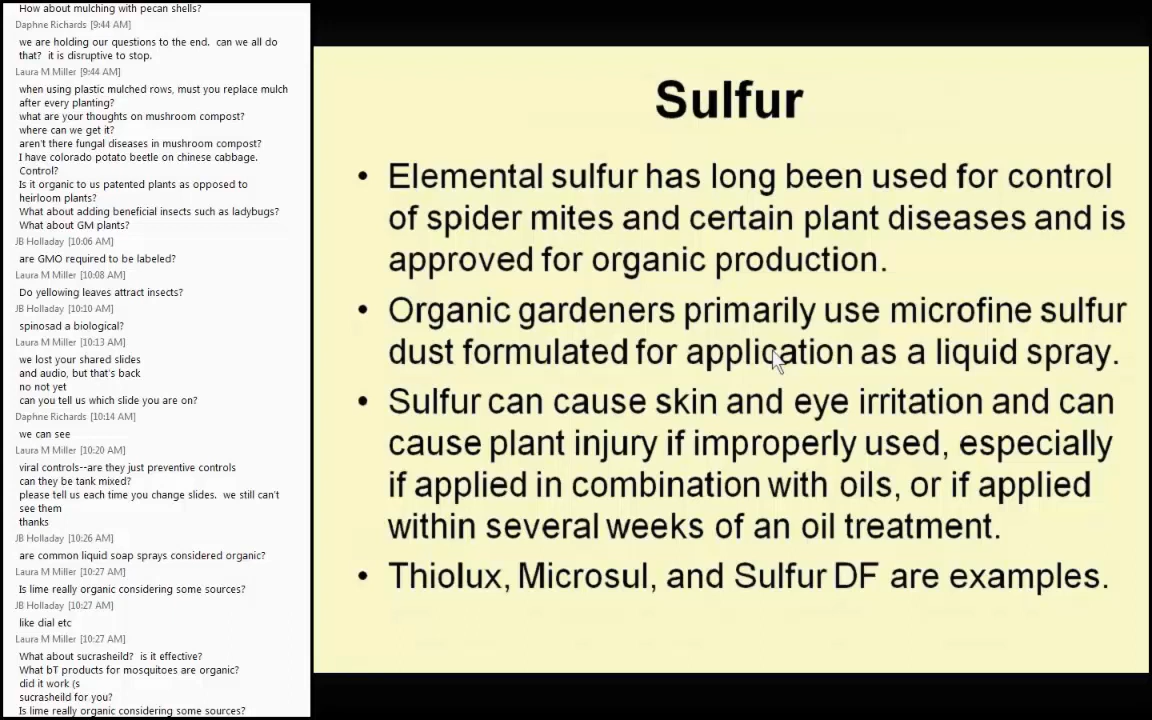 How about mulching with pecan shells?
Daphne Richards [9:44 AM]
we are holding our questions to the end.  can we all do
that?  it is disruptive to stop.
Laura M Miller [9:44 AM]
when using plastic mulched rows, must you replace mulch
after every planting?
what are your thoughts on mushroom compost?
where can we get it?
aren't there fungal diseases in mushroom compost?
I have colorado potato beetle on chinese cabbage.
Control?
Is it organic to us patented plants as opposed to
heirloom plants?
What about adding beneficial insects such as ladybugs?
What about GM plants?
JB Holladay [10:06 AM]
are GMO required to be labeled?
Laura M Miller [10:08 AM]
Do yellowing leaves attract insects?
JB Holladay [10:10 AM]
spinosad a biological?
Laura M Miller [10:13 AM]
we lost your shared slides
and audio, but that's back
no not yet
can you tell us which slide you are on?
Daphne Richards [10:14 AM]
we can see
Laura M Miller [10:20 AM]
viral controls--are they just preventive controls
can they be tank mixed?
please tell us each time you change slides.  we still can't
see them
thanks
JB Holladay [10:26 AM]
are common liquid soap sprays considered organic?
Laura M Miller [10:27 AM]
Is lime really organic considering some sources?
JB Holladay [10:27 AM]
like dial etc
Laura M Miller [10:27 AM]
What about sucrasheild?  is it effective?
What bT products for mosquitoes are organic?
did it work (s
sucrasheild for you?
Is lime really organic considering some sources?
Sulfur
• Elemental sulfur has long been used for control
of spider mites and certain plant diseases and is
approved for organic production.
• Organic gardeners primarily use microfine sulfur
dust formulated for application as a liquid spray.
• Sulfur can cause skin and eye irritation and can
cause plant injury if improperly used, especially
if applied in combination with oils, or if applied
within several weeks of an oil treatment.
• Thiolux, Microsul, and Sulfur DF are examples.